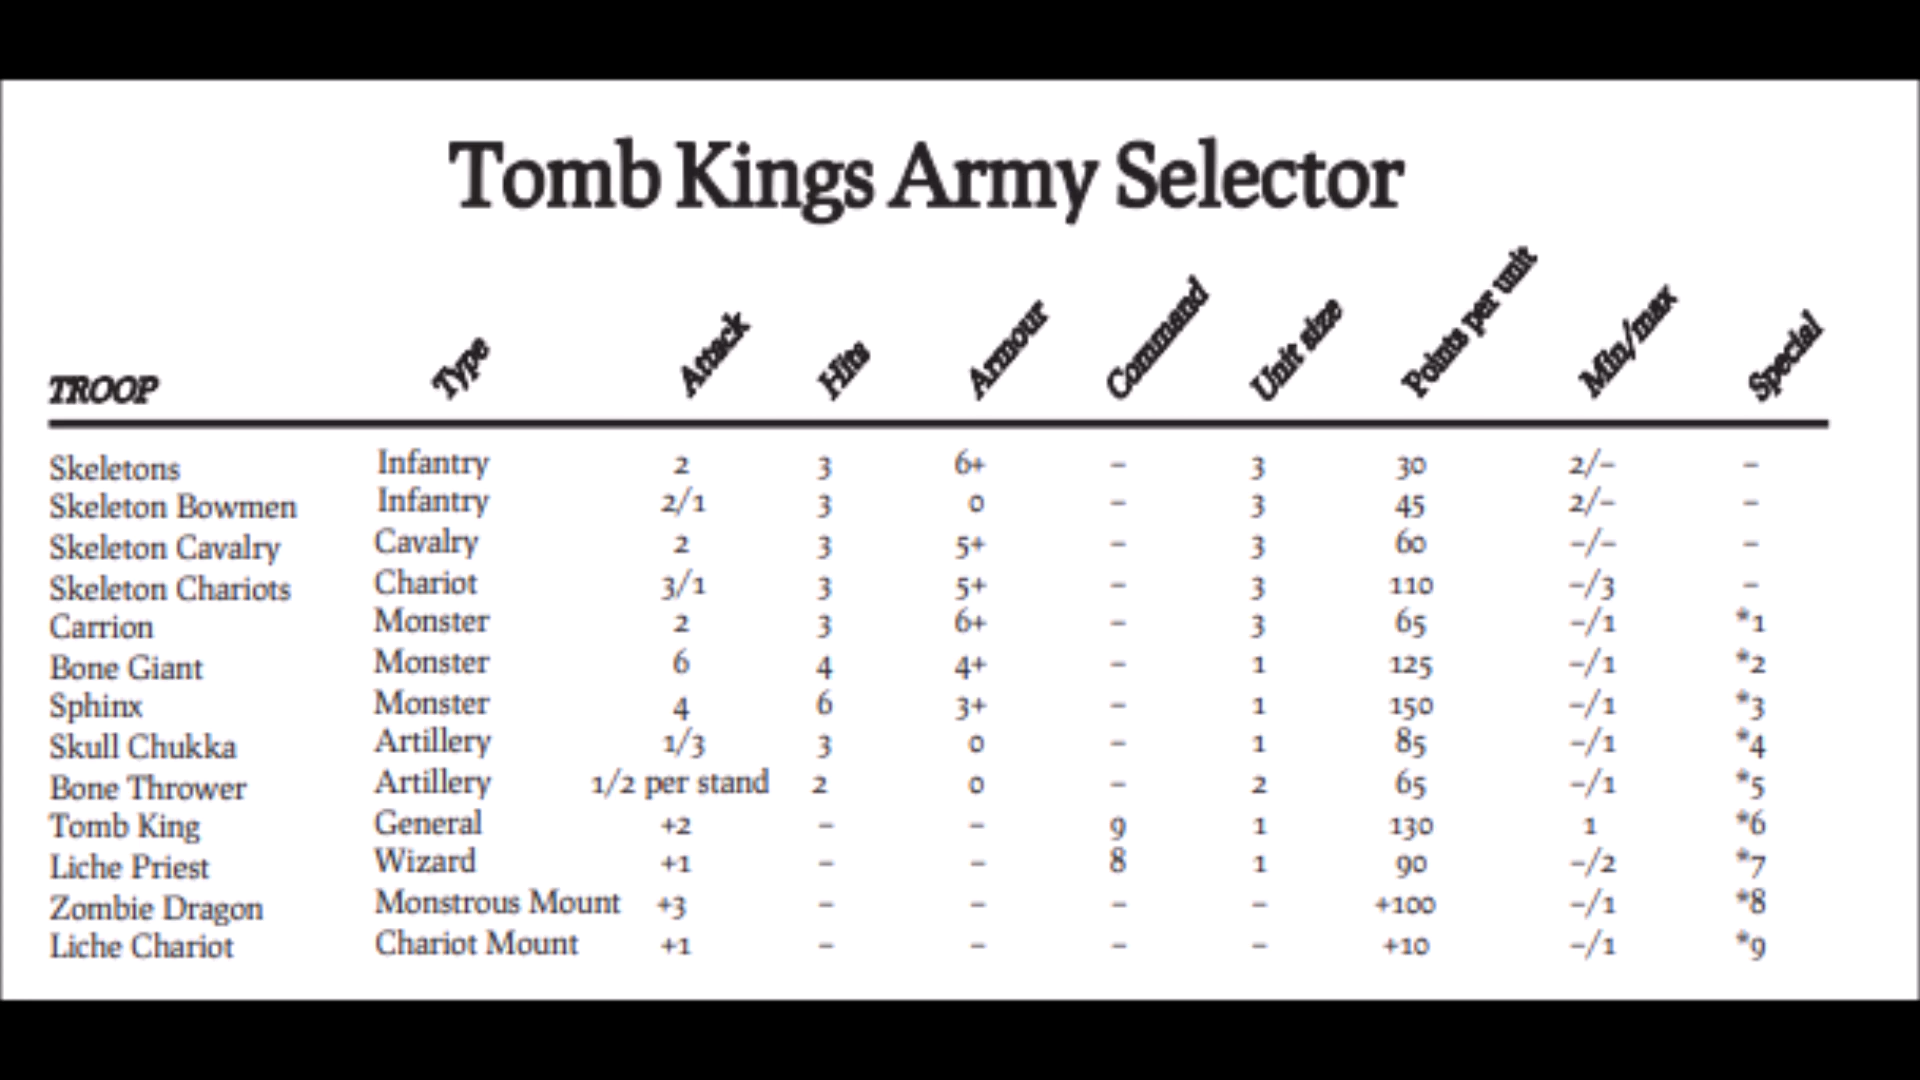 Tomb Kings Army Selector
TROOP Type Attack Hits Armour Command Unit size Points per unit Min/max Special
Skeletons Infantry 2 3 6+ – 3 30 2/– –
Skeleton Bowmen Infantry 2/1 3 0 – 3 45 2/– –
Skeleton Cavalry Cavalry 2 3 5+ – 3 60 –/– –
Skeleton Chariots Chariot 3/1 3 5+ – 3 110 –/3 –
Carrion Monster 2 3 6+ – 3 65 –/1 *1
Bone Giant Monster 6 4 4+ – 1 125 –/1 *2
Sphinx Monster 4 6 3+ – 1 150 –/1 *3
Skull Chukka Artillery 1/3 3 0 – 1 85 –/1 *4
Bone Thrower Artillery 1/2 per stand 2 0 – 2 65 –/1 *5
Tomb King General +2 – – 9 1 130 1 *6
Liche Priest Wizard +1 – – 8 1 90 –/2 *7
Zombie Dragon Monstrous Mount +3 – – – – +100 –/1 *8
Liche Chariot Chariot Mount +1 – – – – +10 –/1 *9